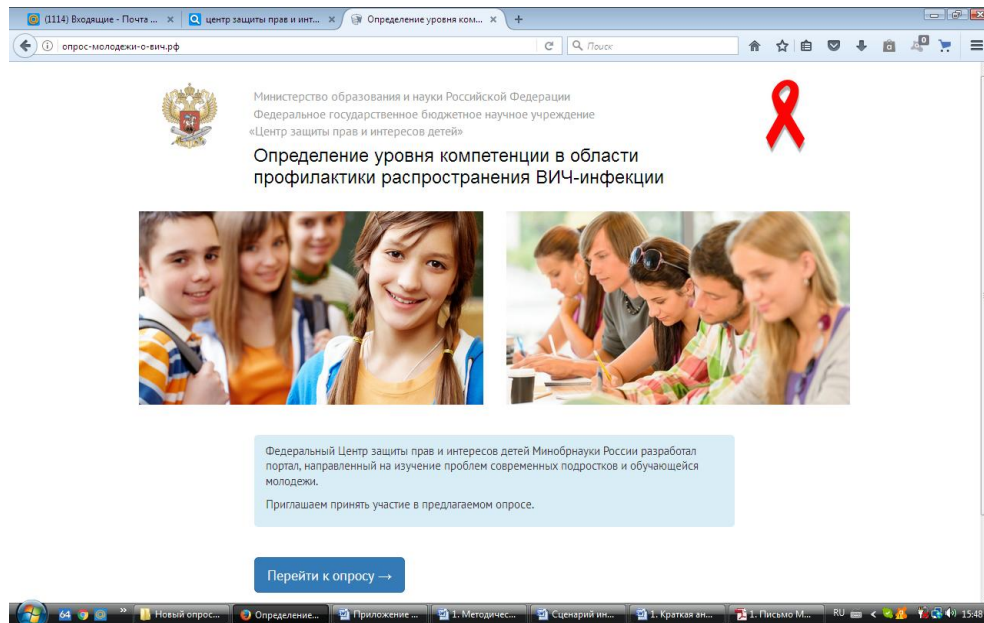 (1114) Входящие - Почта ...
центр защиты прав и инт...
Определение уровня ком...
опрос-молодежи-о-вич.рф
Поиск
0
Министерство образования и науки Российской Федерации
Федеральное государственное бюджетное научное учреждение
«Центр защиты прав и интересов детей»
Определение уровня компетенции в области
профилактики распространения ВИЧ-инфекции
Федеральный Центр защиты прав и интересов детей Минобрнауки России разработал
портал, направленный на изучение проблем современных подростков и обучающейся
молодежи.
Приглашаем принять участие в предлагаемом опросе.
Перейти к опросу →
64 » Новый опрос... Определение... Приложение ... 1. Методичес... Сценарий ин... 1. Краткая ан... 1. Письмо М... RU 15:48